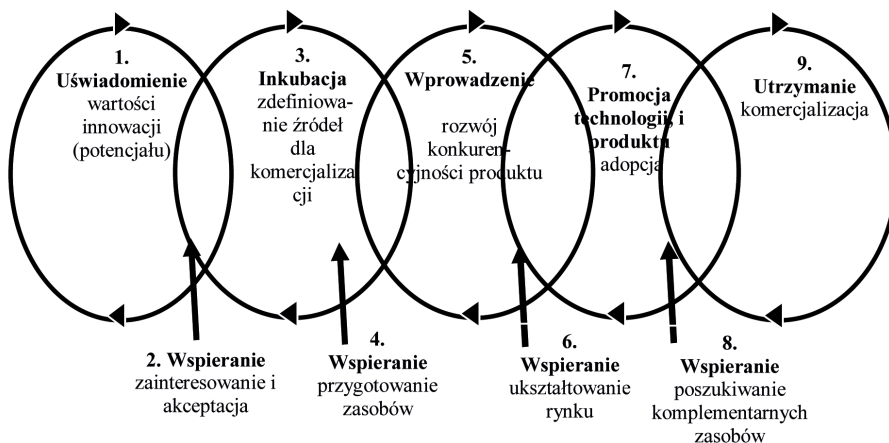 1.
Uświadomienie
wartości
innowacji
(potencjału)
3.
Inkubacja
zdefiniowa-
nie źródeł
dla
komercjaliza
cji
5.
Wprowadzenie
rozwój
konkuren-
cyjności produktu
7.
Promocja
technologii, i
produktu
adopcja
9.
Utrzymanie
komercjalizacja
2. Wspieranie
zainteresowanie i
akceptacja
4.
Wspieranie
przygotowanie
zasobów
6.
Wspieranie
ukształtowanie
rynku
8.
Wspieranie
poszukiwanie
komplementarnych
zasobów